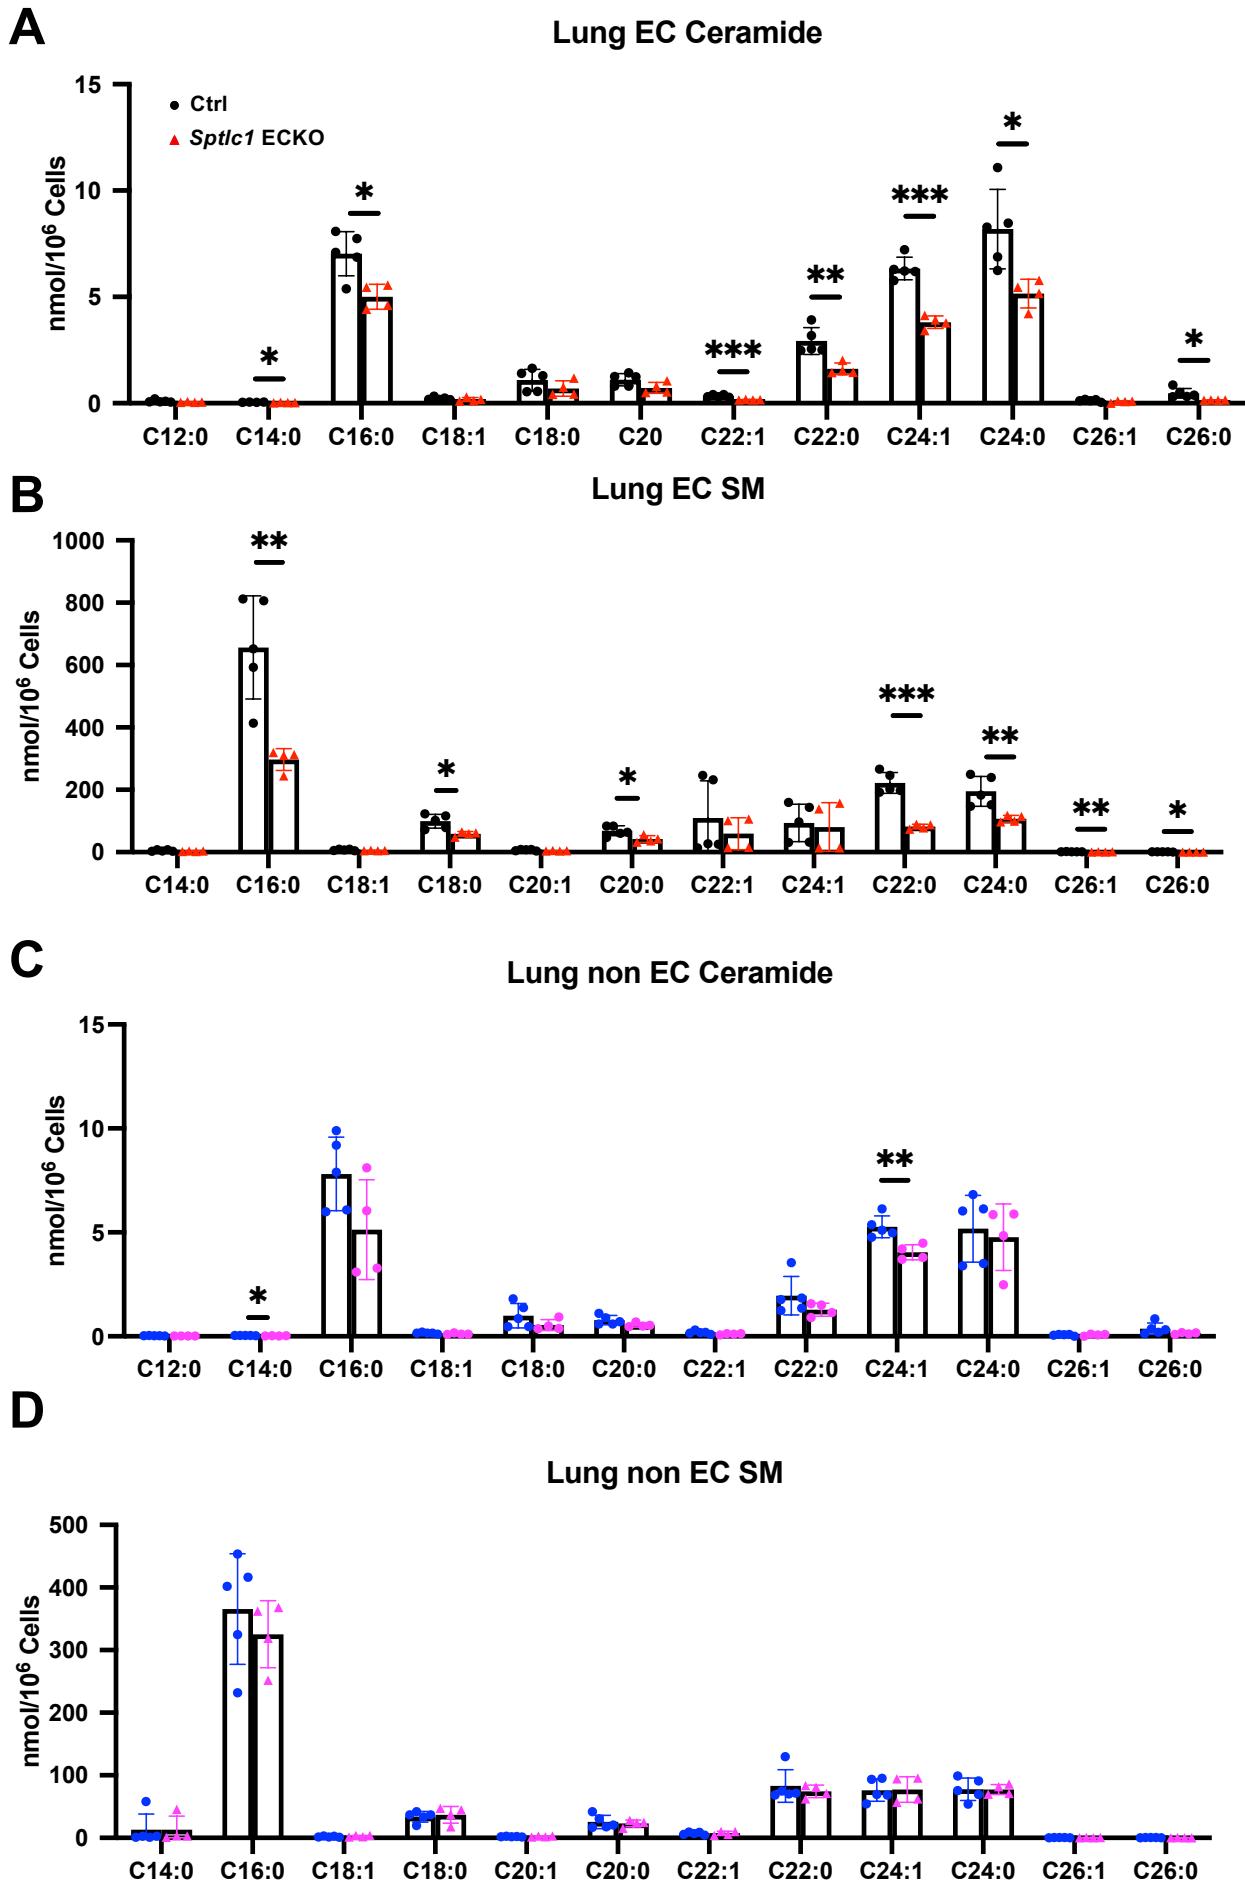 A
Lung EC Ceramide
15
10
5
0
nmol/10⁶ Cells
Ctrl
Sptlc1 ECKO
*
*
***
**
***
*
*
C12:0 C14:0 C16:0 C18:1 C18:0 C20 C22:1 C22:0 C24:1 C24:0 C26:1 C26:0
B
Lung EC SM
1000
800
600
400
200
0
nmol/10⁶ Cells
**
*
*
***
**
**
*
C14:0 C16:0 C18:1 C18:0 C20:1 C20:0 C22:1 C24:1 C22:0 C24:0 C26:1 C26:0
C
Lung non EC Ceramide
15
10
5
0
nmol/10⁶ Cells
*
**
C12:0 C14:0 C16:0 C18:1 C18:0 C20:0 C22:1 C22:0 C24:1 C24:0 C26:1 C26:0
D
Lung non EC SM
500
400
300
200
100
0
nmol/10⁶ Cells
C14:0 C16:0 C18:1 C18:0 C20:1 C20:0 C22:1 C22:0 C24:1 C24:0 C26:1 C26:0